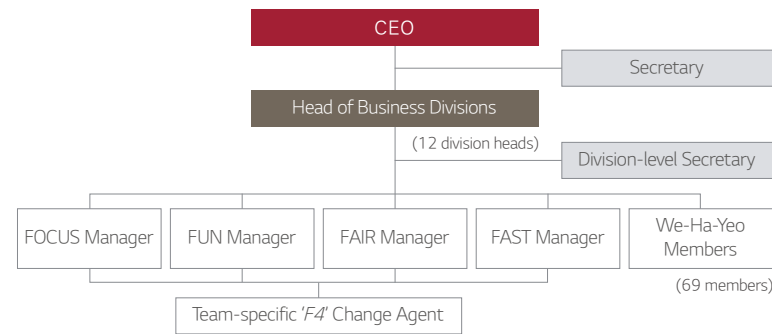 CEO
Secretary
Head of Business Divisions
(12 division heads)
Division-level Secretary
FOCUS Manager
FUN Manager
FAIR Manager
FAST Manager
We-Ha-Yeo
Members
(69 members)
Team-specific ‘F4’ Change Agent